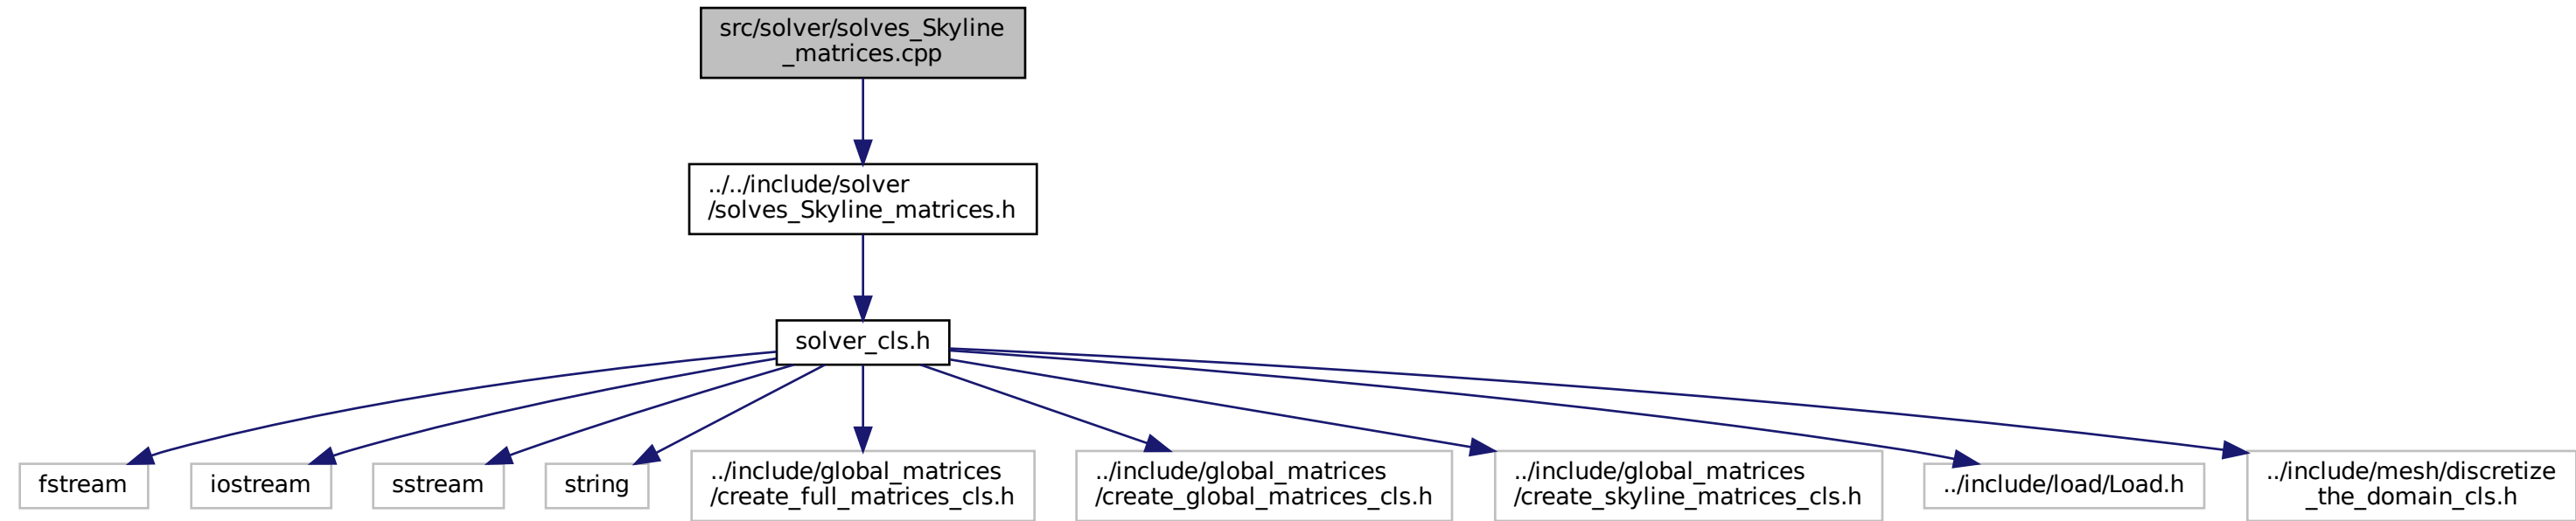 src/solver/solves_Skyline
_matrices.cpp
../../include/solver
/solves_Skyline_matrices.h
solver_cls.h
fstream
iostream
sstream
string
../include/global_matrices
/create_full_matrices_cls.h
../include/global_matrices
/create_global_matrices_cls.h
../include/global_matrices
/create_skyline_matrices_cls.h
../include/load/Load.h
../include/mesh/discretize
_the_domain_cls.h